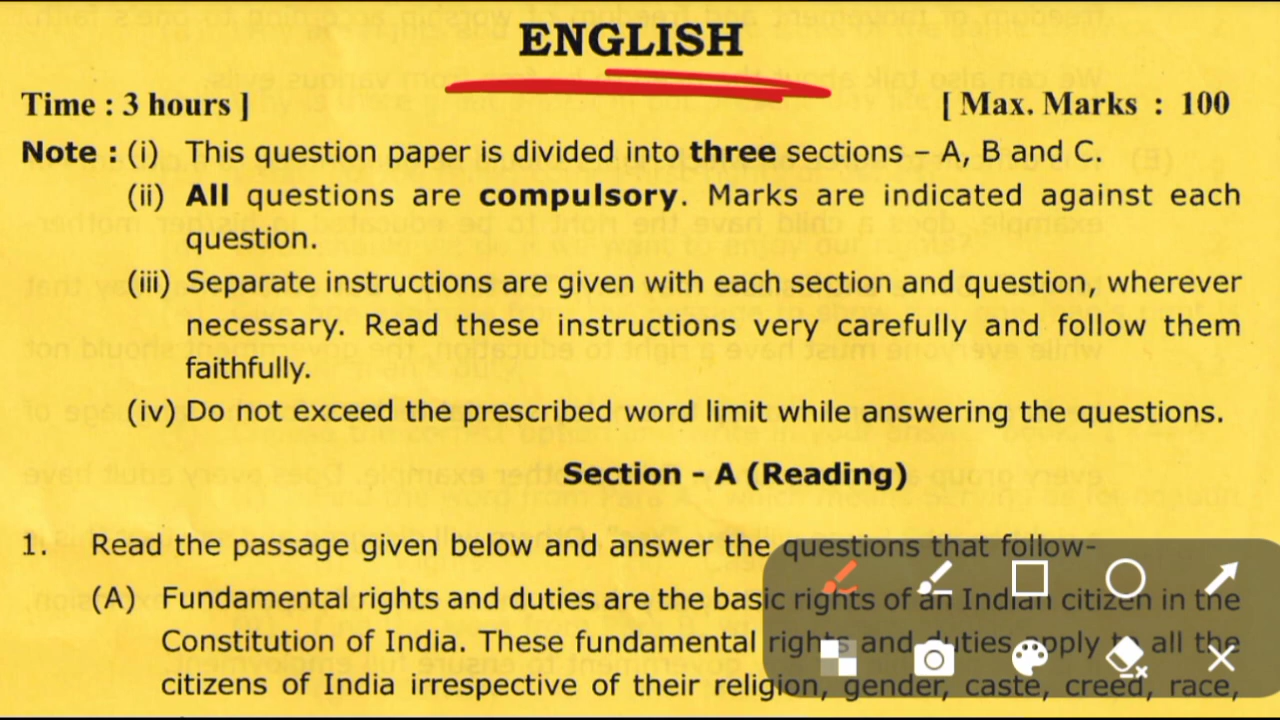 ENGLISH
Time : 3 hours ]
[ Max. Marks : 100
Note : (i) This question paper is divided into three sections – A, B and C.
(ii) All questions are compulsory. Marks are indicated against each
question.
(iii) Separate instructions are given with each section and question, wherever
necessary. Read these instructions very carefully and follow them
faithfully.
(iv) Do not exceed the prescribed word limit while answering the questions.
Section – A (Reading)
1. Read the passage given below and answer the questions that follow-
(A) Fundamental rights and duties are the basic rights of an Indian citizen in the
Constitution of India. These fundamental rights and duties apply to all the
citizens of India irrespective of their religion, gender, caste, creed, race,